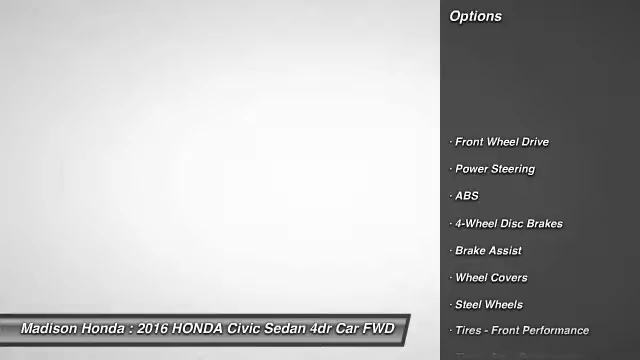 Options
· Front Wheel Drive
· Power Steering
· ABS
· 4-Wheel Disc Brakes
· Brake Assist
· Wheel Covers
· Steel Wheels
· Tires - Front Performance
Madison Honda : 2016 HONDA Civic Sedan 4dr Car FWD